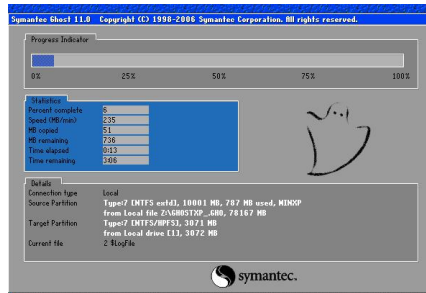 Symantec Ghost 11.0 Copyright (C) 1998-2006 Symantec Corporation. All rights reserved.
Progress Indicator
0% 25% 50% 75% 100%
Statistics
Percent complete 6
Speed (MB/min) 235
MB copied 51
MB remaining 736
Time elapsed 0:13
Time remaining 3:06
Details
Connection type Local
Source Partition Type:7 [NTFS extd], 10001 MB, 787 MB used, WINXP
from Local file Z:\GHOSTXP_.GHO, 78167 MB
Target Partition Type:7 [NTFS/HPFS], 3071 MB
from Local drive [1], 3072 MB
Current file 2 $LogFile
symantec.